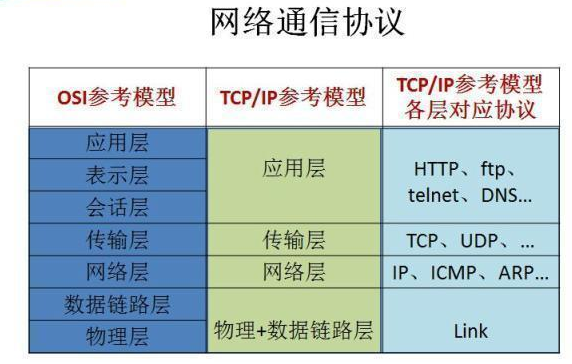 网络通信协议
OSI参考模型
TCP/IP参考模型
TCP/IP参考模型
各层对应协议
应用层
表示层
会话层
应用层
HTTP、ftp、
telnet、DNS...
传输层
传输层
TCP、UDP、...
网络层
网络层
IP、ICMP、ARP...
数据链路层
物理层
物理+数据链路层
Link